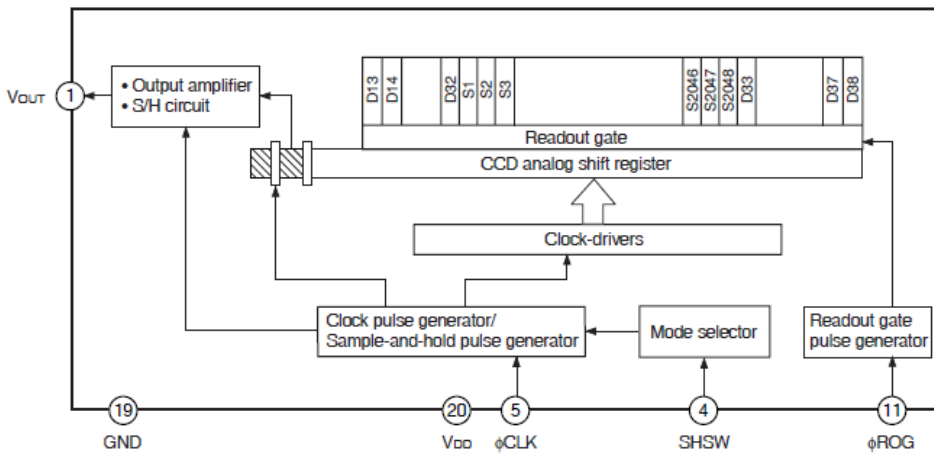 D13 D14 D32 S1 S2 S3 S2046 S2047 S2048 D33 D37 D38
• Output amplifier
• S/H circuit
VOUT 1
Readout gate
CCD analog shift register
Clock-drivers
Clock pulse generator/
Sample-and-hold pulse generator
Mode selector
Readout gate
pulse generator
19 20 5 4 11
GND VDD ϕCLK SHSW ϕROG